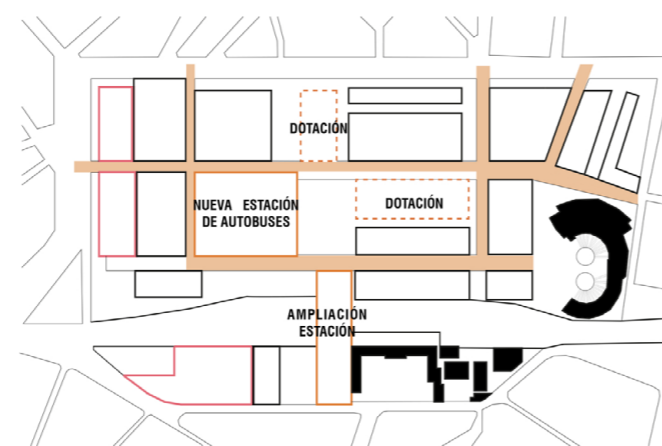 DOTACIÓN
NUEVA ESTACIÓN
DE AUTOBUSES
DOTACIÓN
AMPLIACIÓN
ESTACIÓN